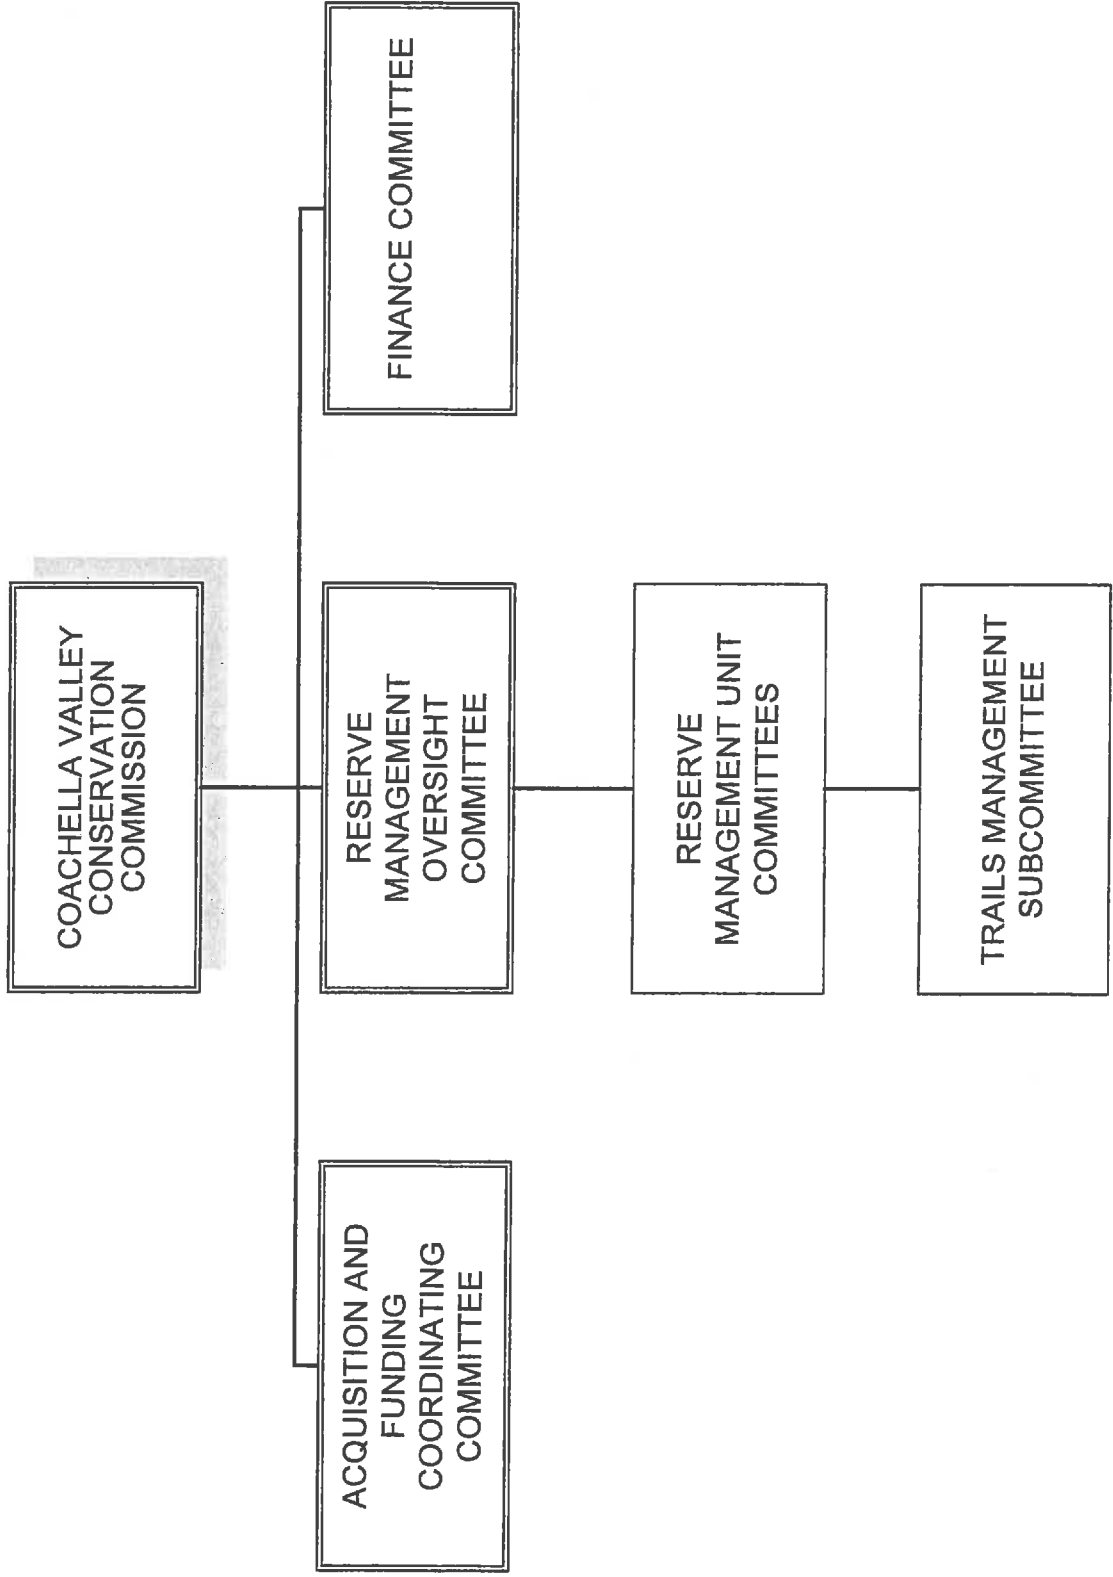 COACHELLA VALLEY
CONSERVATION
COMMISSION
ACQUISITION AND
FUNDING
COORDINATING
COMMITTEE
RESERVE
MANAGEMENT
OVERSIGHT
COMMITTEE
FINANCE COMMITTEE
RESERVE
MANAGEMENT UNIT
COMMITTEES
TRAILS MANAGEMENT
SUBCOMMITTEE